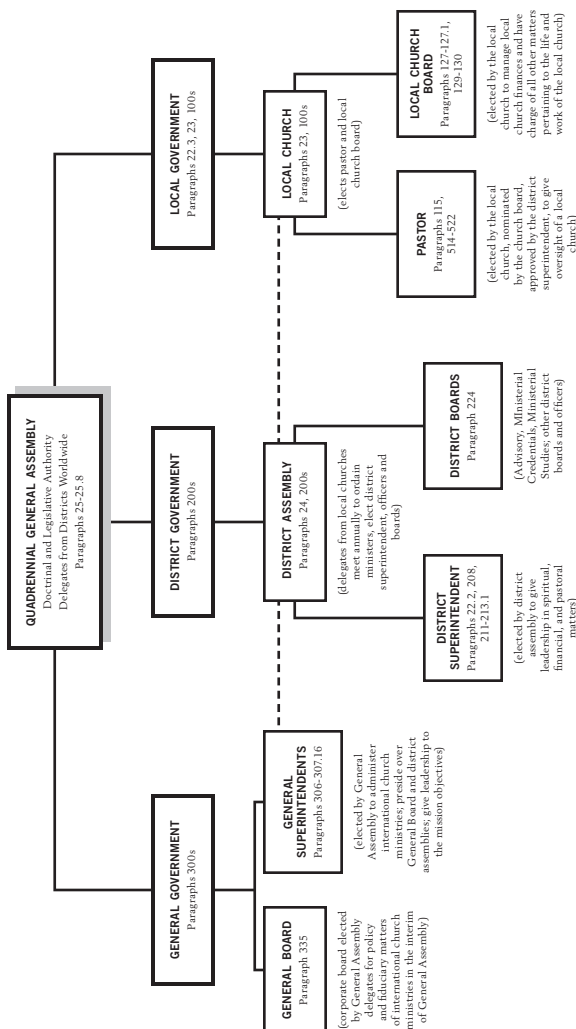 QUADRENNIAL GENERAL ASSEMBLY
Doctrinal and Legislative Authority
Delegates from Districts Worldwide
Paragraphs 25-25.8
GENERAL GOVERNMENT
Paragraphs 300s
DISTRICT GOVERNMENT
Paragraphs 200s
LOCAL GOVERNMENT
Paragraphs 22.3, 23, 100s
GENERAL BOARD
Paragraph 335
(corporate board elected
by General Assembly
delegates for policy
and fiduciary matters
of international church
ministries in the interim
of General Assembly)
GENERAL
SUPERINTENDENTS
Paragraphs 306-307.16
(elected by General
Assembly to administer
international church
ministries; preside over
General Board and district
assemblies; give leadership to
the mission objectives)
DISTRICT ASSEMBLY
Paragraphs 24, 200s
(delegates from local churches
meet annually to ordain
ministers, elect district
superintendent, officers and
boards)
LOCAL CHURCH
Paragraphs 23, 100s
(elects pastor and local
church board)
DISTRICT
SUPERINTENDENT
Paragraphs 22.2, 208,
211-213.1
(elected by district
assembly to give
leadership in spiritual,
financial, and pastoral
matters)
DISTRICT BOARDS
Paragraph 224
(Advisory, MInisterial
Credentials, Ministerial
Studies; other district
boards and officers)
PASTOR
Paragraphs 115,
514-522
(elected by the local
church, nominated
by the church board,
approved by the district
superintendent, to give
oversight of a local
church)
LOCAL CHURCH
BOARD
Paragraphs 127-127.1,
129-130
(elected by the local
church to manage local
church finances and have
charge of all other matters
pertaining to the life and
work of the local church)